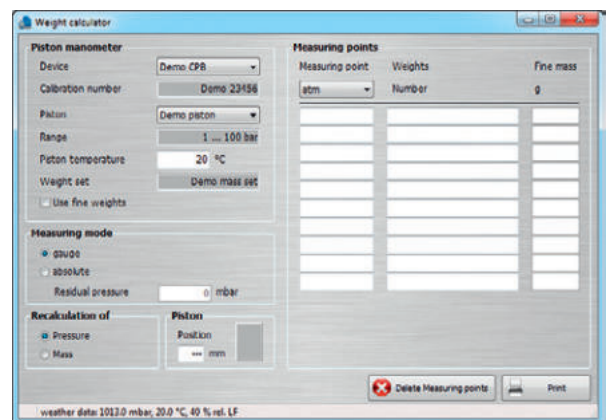 Weight calculator
Piston manometer
Device Demo CPB
Calibration number Demo 23456
Piston Demo piston
Range 1 ... 100 bar
Piston temperature 20 °C
Weight set Demo mass set
Use fine weights
Measuring mode
gauge
absolute
Residual pressure 0 mbar
Recalculation of
Pressure
Mass
Piston
Position
--- mm
Measuring points
Measuring point Weights Fine mass
atm Number g
Delete Measuring points Print
weather data: 1013.0 mbar, 20.0 °C, 40 % rel. LF